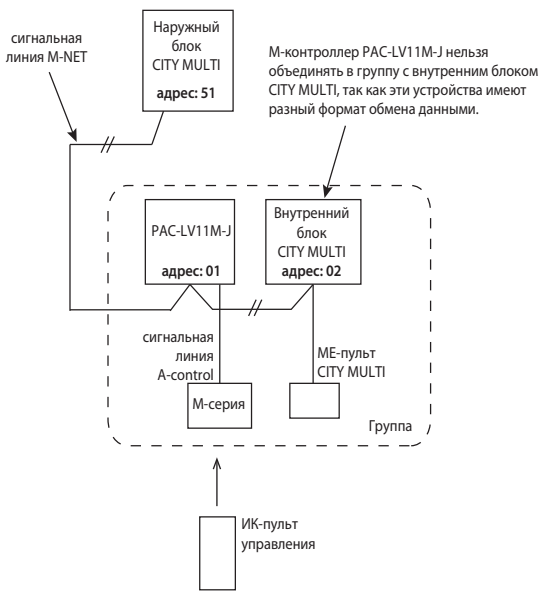 сигнальная
линия M-NET
Наружный
блок
CITY MULTI
адрес: 51
М-контроллер PAC-LV11M-J нельзя
объединять в группу с внутренним блоком
CITY MULTI, так как эти устройства имеют
разный формат обмена данными.
PAC-LV11M-J
адрес: 01
Внутренний
блок
CITY MULTI
адрес: 02
сигнальная
линия
A-control
М-серия
МЕ-пульт
CITY MULTI
Группа
ИК-пульт
управления